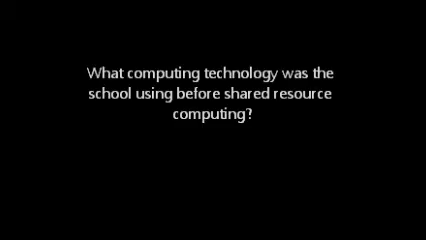 What computing technology was the
school using before shared resource
computing?